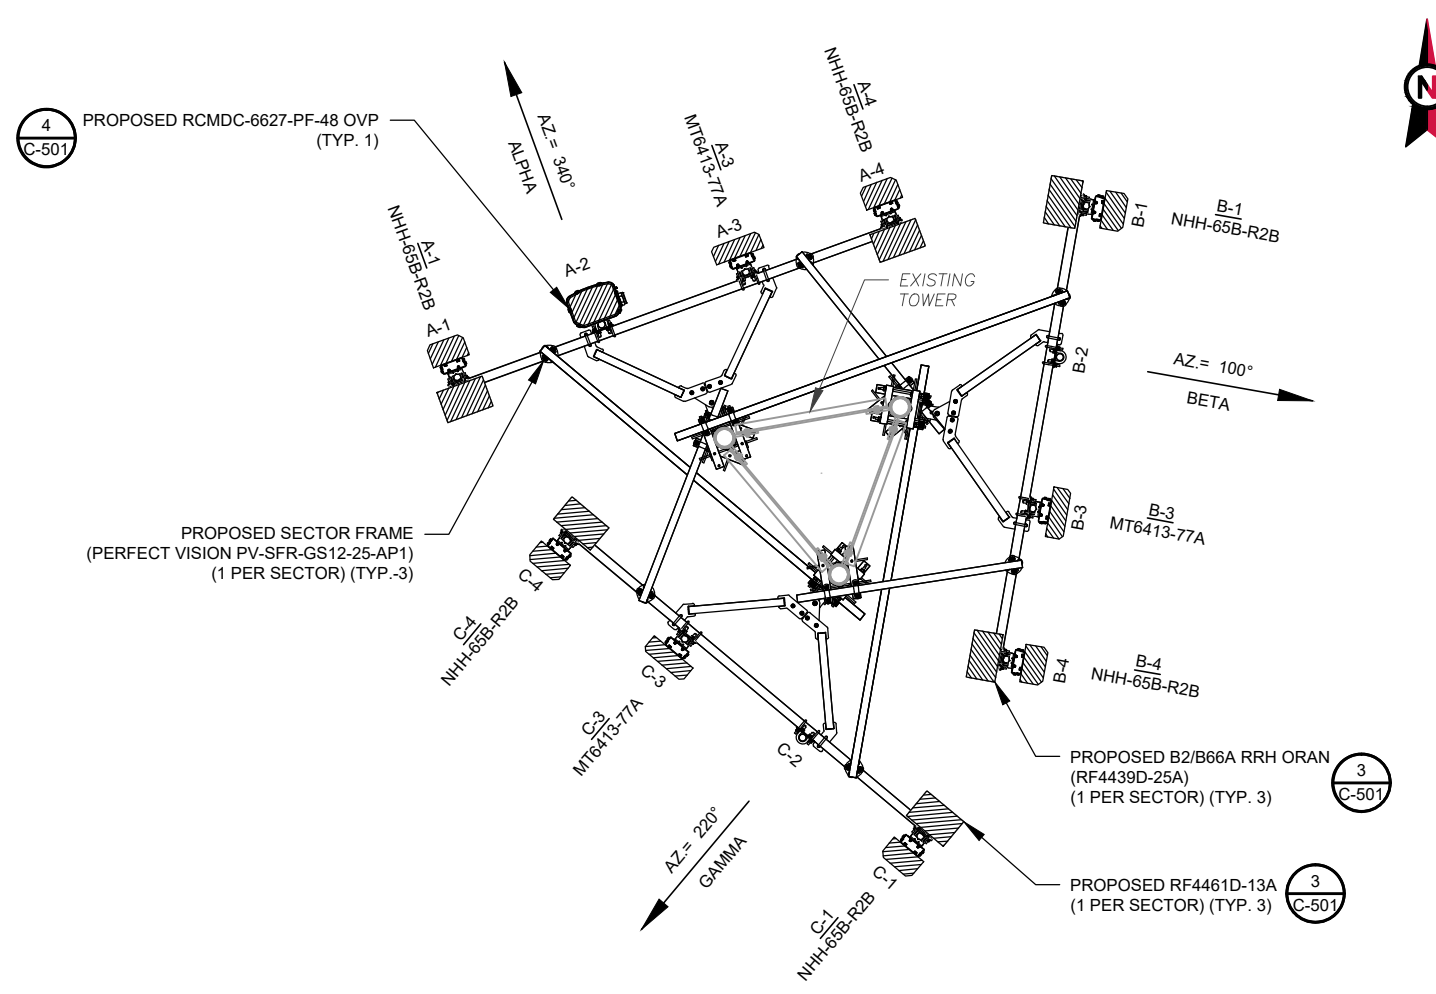 N
4
C-501
PROPOSED RCMDC-6627-PF-48 OVP
(TYP. 1)
AZ.= 340°
ALPHA
A-1
NHH-65B-R2B
A-1
A-2
A-3
MT6413-77A
A-3
A-4
NHH-65B-R2B
A-4
EXISTING
TOWER
B-1
B-1
NHH-65B-R2B
B-2
AZ.= 100°
BETA
B-3
B-3
MT6413-77A
B-4
B-4
NHH-65B-R2B
PROPOSED SECTOR FRAME
(PERFECT VISION PV-SFR-GS12-25-AP1)
(1 PER SECTOR) (TYP.-3)
C-4
C-4
NHH-65B-R2B
C-3
C-3
MT6413-77A
C-2
AZ.= 220°
GAMMA
C-1
C-1
NHH-65B-R2B
PROPOSED B2/B66A RRH ORAN
(RF4439D-25A)
(1 PER SECTOR) (TYP. 3)
3
C-501
PROPOSED RF4461D-13A
(1 PER SECTOR) (TYP. 3)
3
C-501